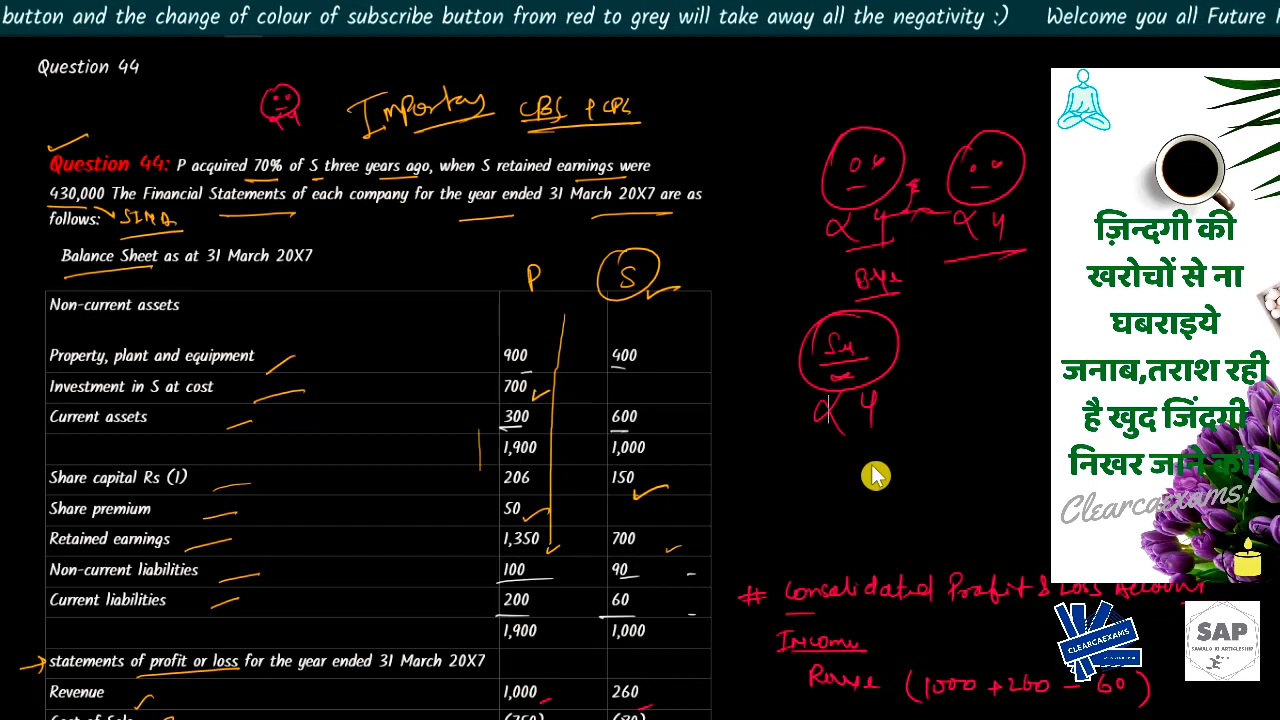 button and the change of colour of subscribe button from red to grey will take away all the negativity :) Welcome you all Future
Question 44
Important CBS + CPL
Question 44: P acquired 70% of S three years ago, when S retained earnings were
430,000 The Financial Statements of each company for the year ended 31 March 20X7 are as
follows:
Balance Sheet as at 31 March 20X7
P S
Non-current assets
Property, plant and equipment 900 400
Investment in S at cost 700
Current assets 300 600
1,900 1,000
Share capital Rs (1) 206 150
Share premium 50
Retained earnings 1,350 700
Non-current liabilities 100 90
Current liabilities 200 60
1,900 1,000
statements of profit or loss for the year ended 31 March 20X7
Revenue 1,000 260
# Consolidated Profit & Loss Account
Income
(1000 + 260 - 60)
ज़िन्दगी की
खरोचों से ना
घबराइये
जनाब,तराश रही
है खुद जिंदगी
निखर जाने को।
Clearcaexams!
CLEARCAEXAMS
SAP
SAWALO KI ARTICLESHIP